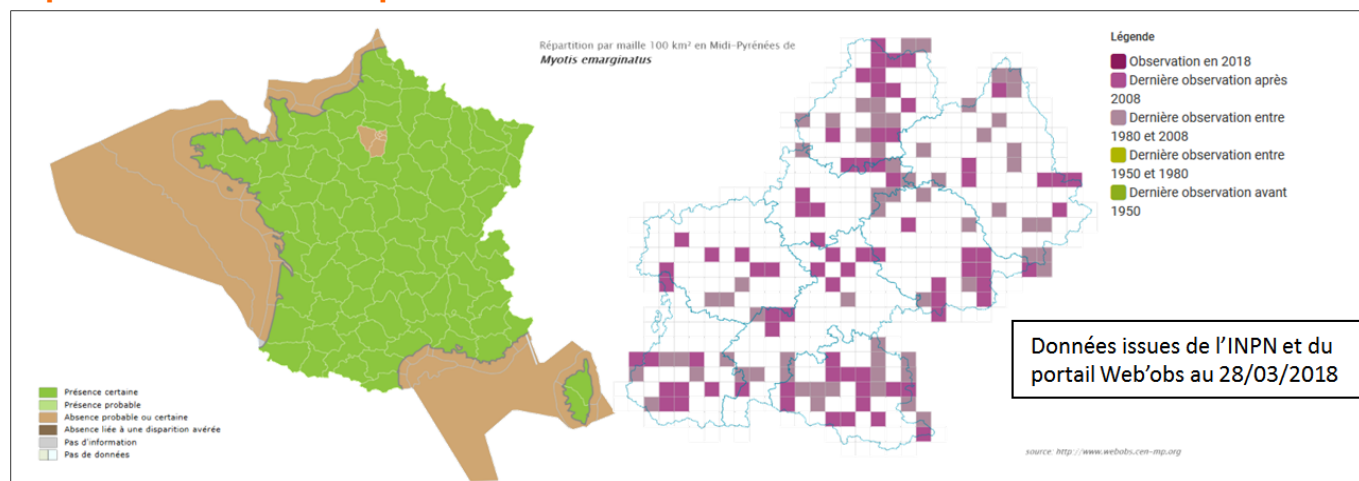 Répartition par maille 100 km² en Midi-Pyrénées de
Myotis emarginatus
Légende
Observation en 2018
Dernière observation après
2008
Dernière observation entre
1980 et 2008
Dernière observation entre
1950 et 1980
Dernière observation avant
1950
Données issues de l'INPN et du
portail Web'obs au 28/03/2018
Présence certaine
Présence probable
Absence probable ou certaine
Absence liée à une disparition avérée
Pas d'information
Pas de données
source: http://www.webobs.cen-mp.org